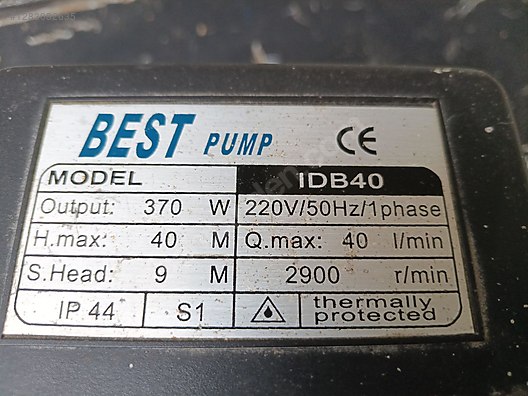 BEST PUMP CE
MODEL IDB40
Output: 370 W 220V/50Hz/1phase
H.max: 40 M Q.max: 40 l/min
S.Head: 9 M 2900 r/min
IP 44 S1 thermally
protected